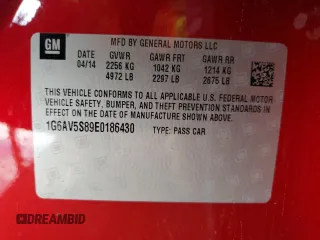 GM
MFD BY GENERAL MOTORS LLC
DATE GVWR GAWR FRT GAWR RR
04/14 2256 KG 1042 KG 1214 KG
4972 LB 2297 LB 2675 LB
THIS VEHICLE CONFORMS TO ALL APPLICABLE U.S. FEDERAL MOTOR
VEHICLE SAFETY, BUMPER, AND THEFT PREVENTION STANDARDS
IN EFFECT ON THE DATE OF MANUFACTURE SHOWN ABOVE.
1G6AV5S89E0186430 TYPE: PASS CAR
DREAMBID